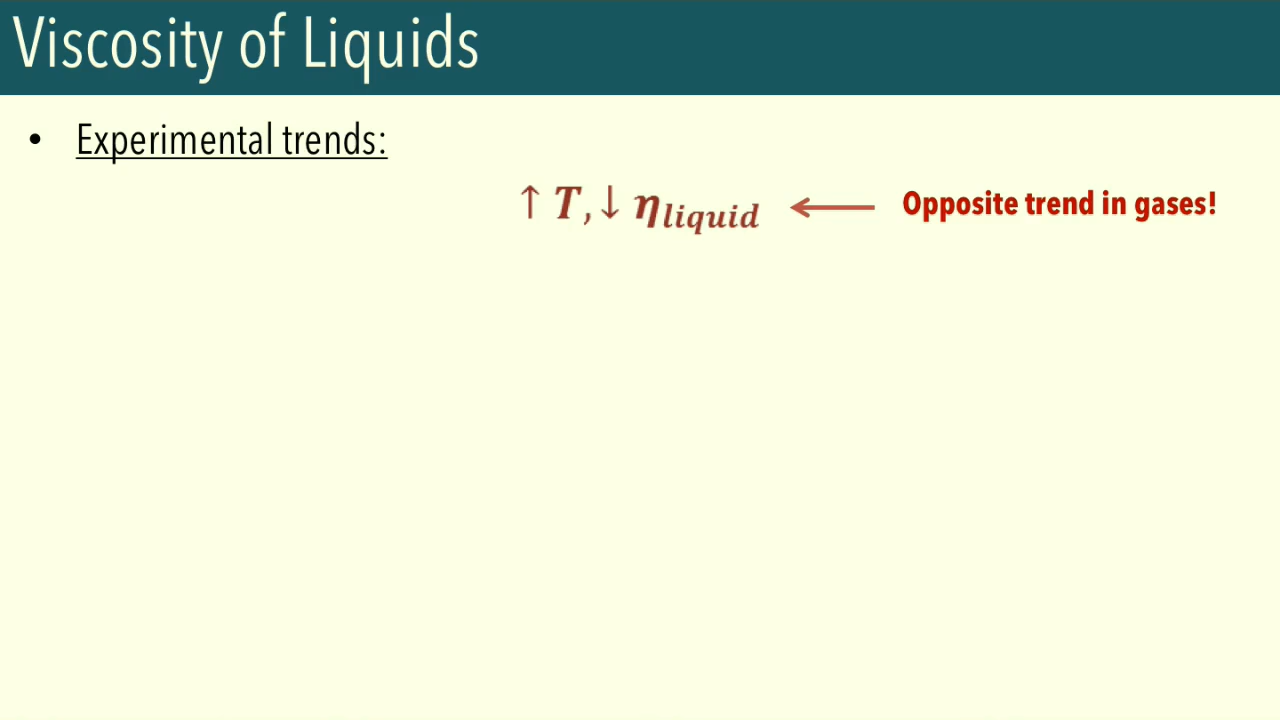 Viscosity of Liquids
• Experimental trends:
↑ T, ↓ η_liquid ← Opposite trend in gases!